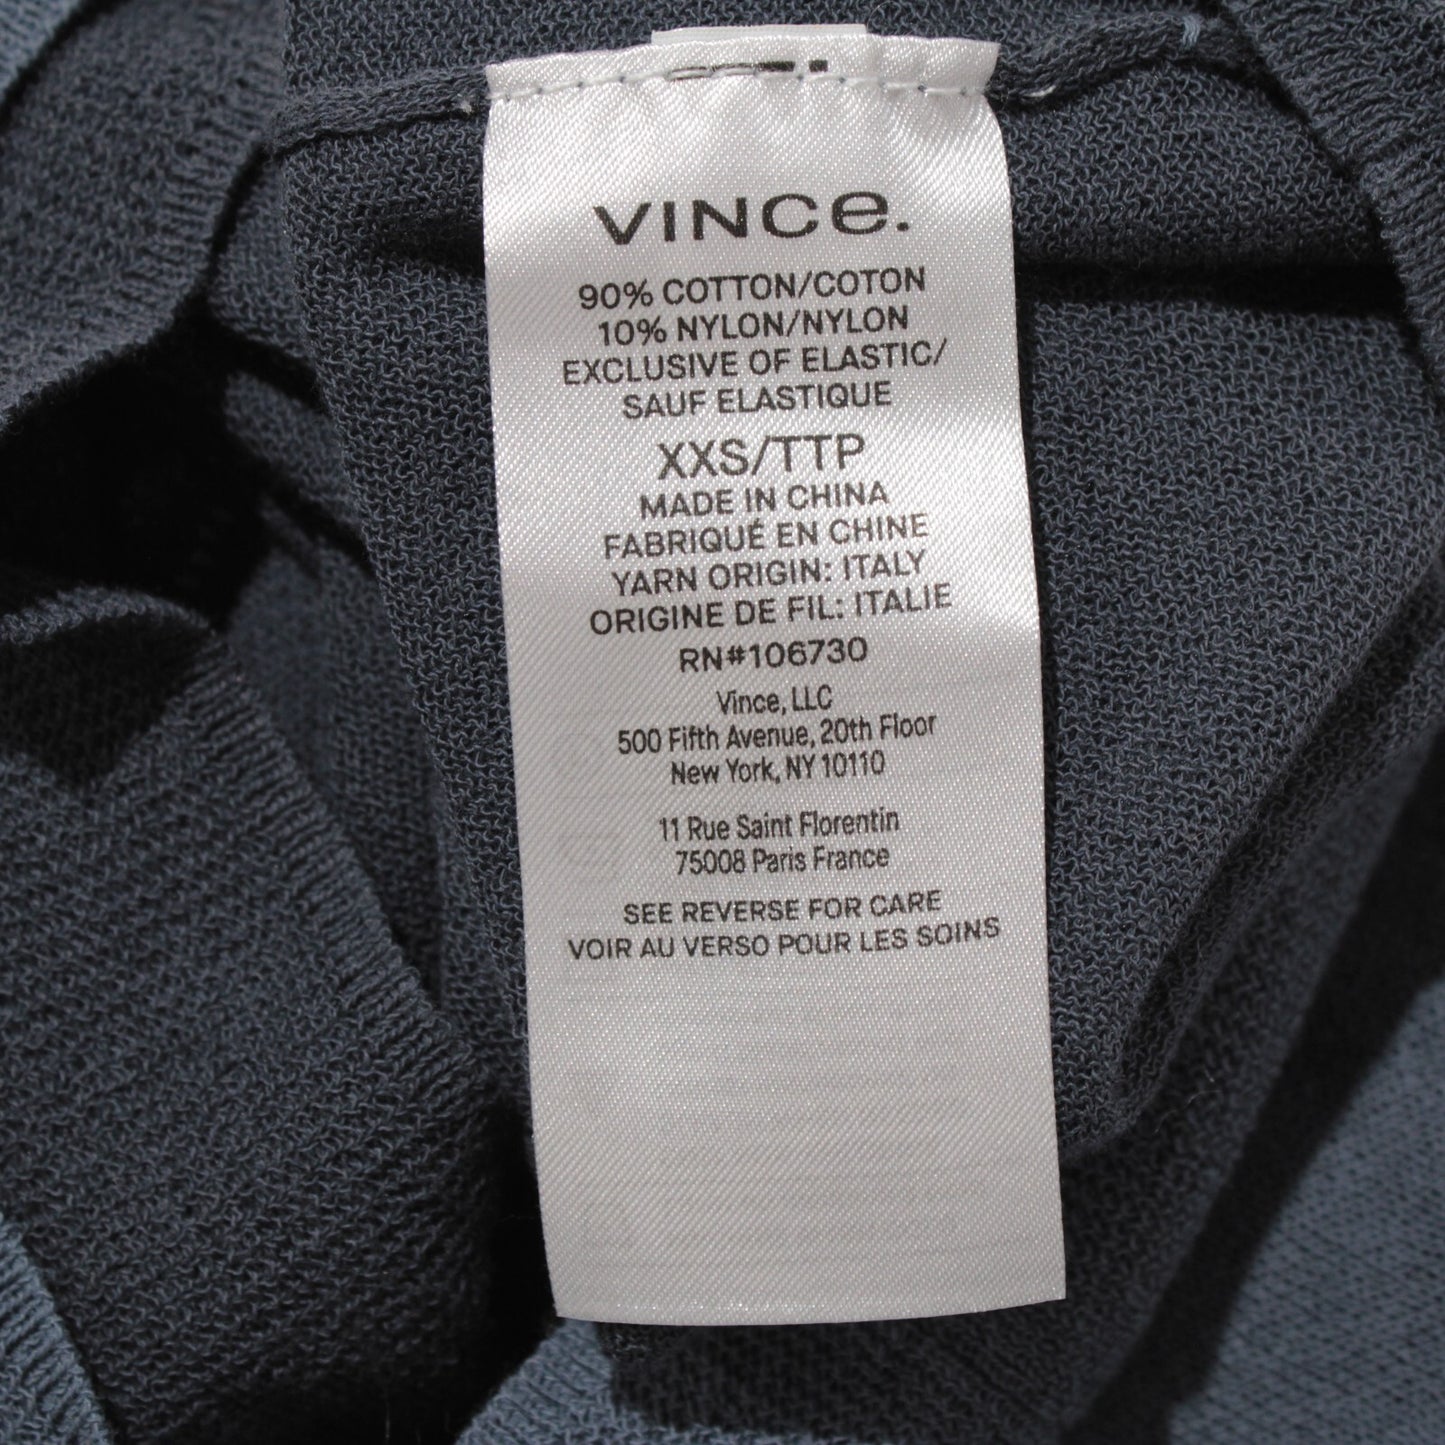 VINCe.
90% COTTON/COTON
10% NYLON/NYLON
EXCLUSIVE OF ELASTIC/
SAUF ELASTIQUE
XXS/TTP
MADE IN CHINA
FABRIQUÉ EN CHINE
YARN ORIGIN: ITALY
ORIGINE DE FIL: ITALIE
RN#106730
Vince, LLC
500 Fifth Avenue, 20th Floor
New York, NY 10110
11 Rue Saint Florentin
75008 Paris France
SEE REVERSE FOR CARE
VOIR AU VERSO POUR LES SOINS